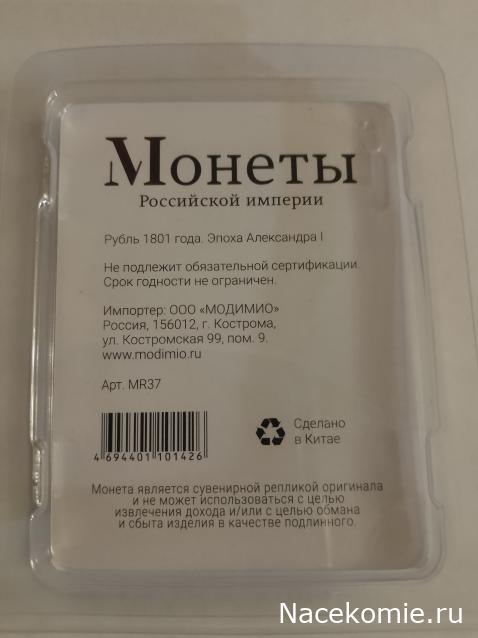 Монеты
Российской империи
Рубль 1801 года. Эпоха Александра I
Не подлежит обязательной сертификации.
Срок годности не ограничен.
Импортер: ООО «МОДИМИО»
Россия, 156012, г. Кострома,
ул. Костромская 99, пом. 9.
www.modimio.ru
Арт. MR37
4 694401 101426
Сделано
в Китае
Монета является сувенирной репликой оригинала
и не может использоваться с целью
извлечения дохода и/или с целью обмана
и сбыта изделия в качестве подлинного.
Nacekomie.ru